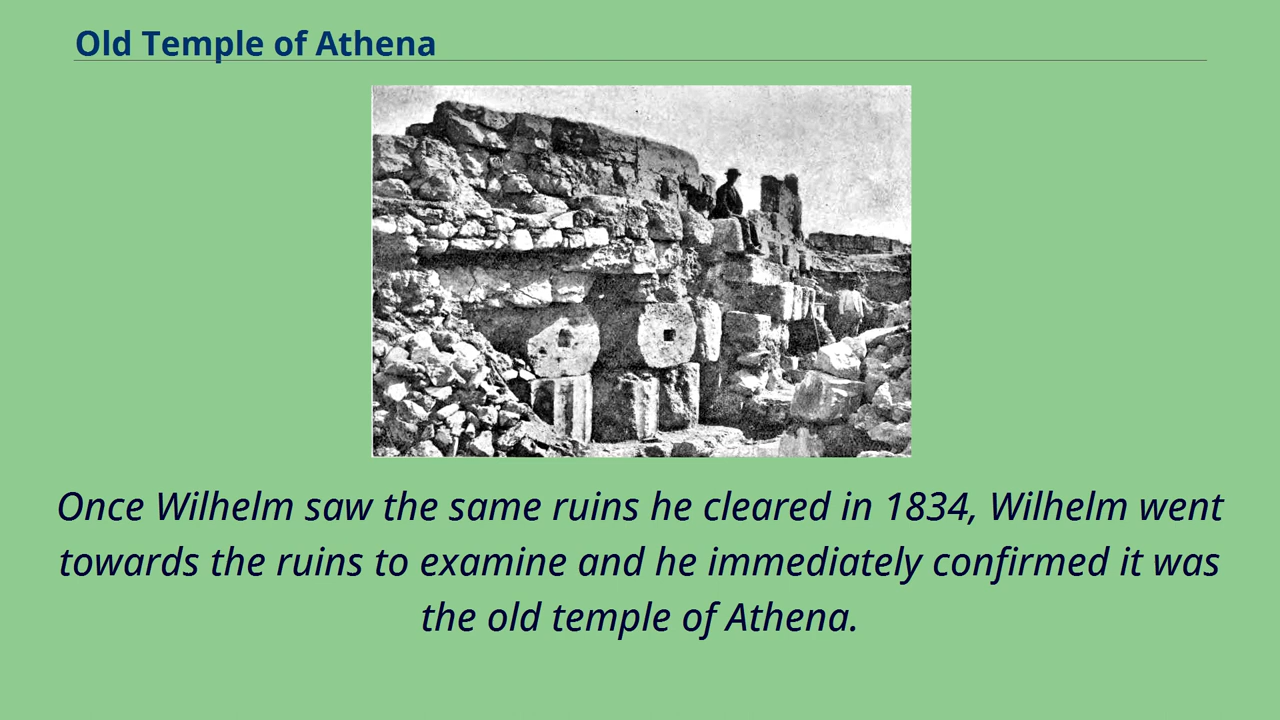 Old Temple of Athena
Once Wilhelm saw the same ruins he cleared in 1834, Wilhelm went
towards the ruins to examine and he immediately confirmed it was
the old temple of Athena.